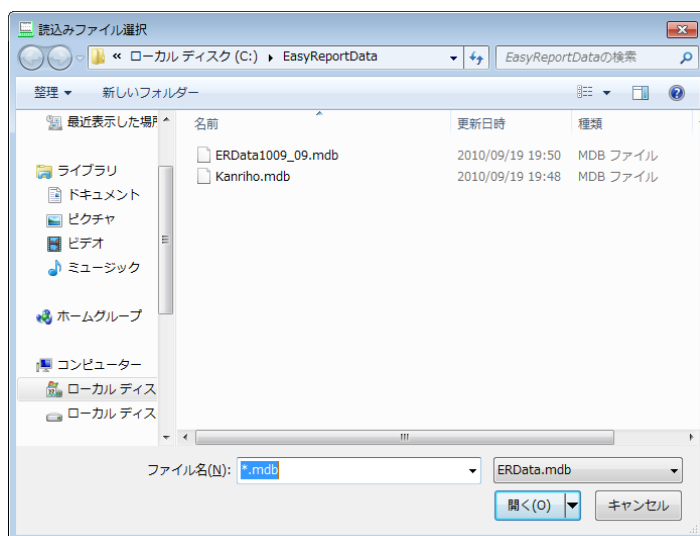 読込みファイル選択
« ローカル ディスク (C:) ▸ EasyReportData
EasyReportDataの検索
整理 ▼ 新しいフォルダー
最近表示した場所
名前 更新日時 種類
ERData1009_09.mdb 2010/09/19 19:50 MDB ファイル
Kanriho.mdb 2010/09/19 19:48 MDB ファイル
ライブラリ
ドキュメント
ピクチャ
ビデオ
ミュージック
ホームグループ
コンピューター
ローカル ディス
ローカル ディス
ファイル名(N): *.mdb
ERData.mdb
開く(O)
キャンセル